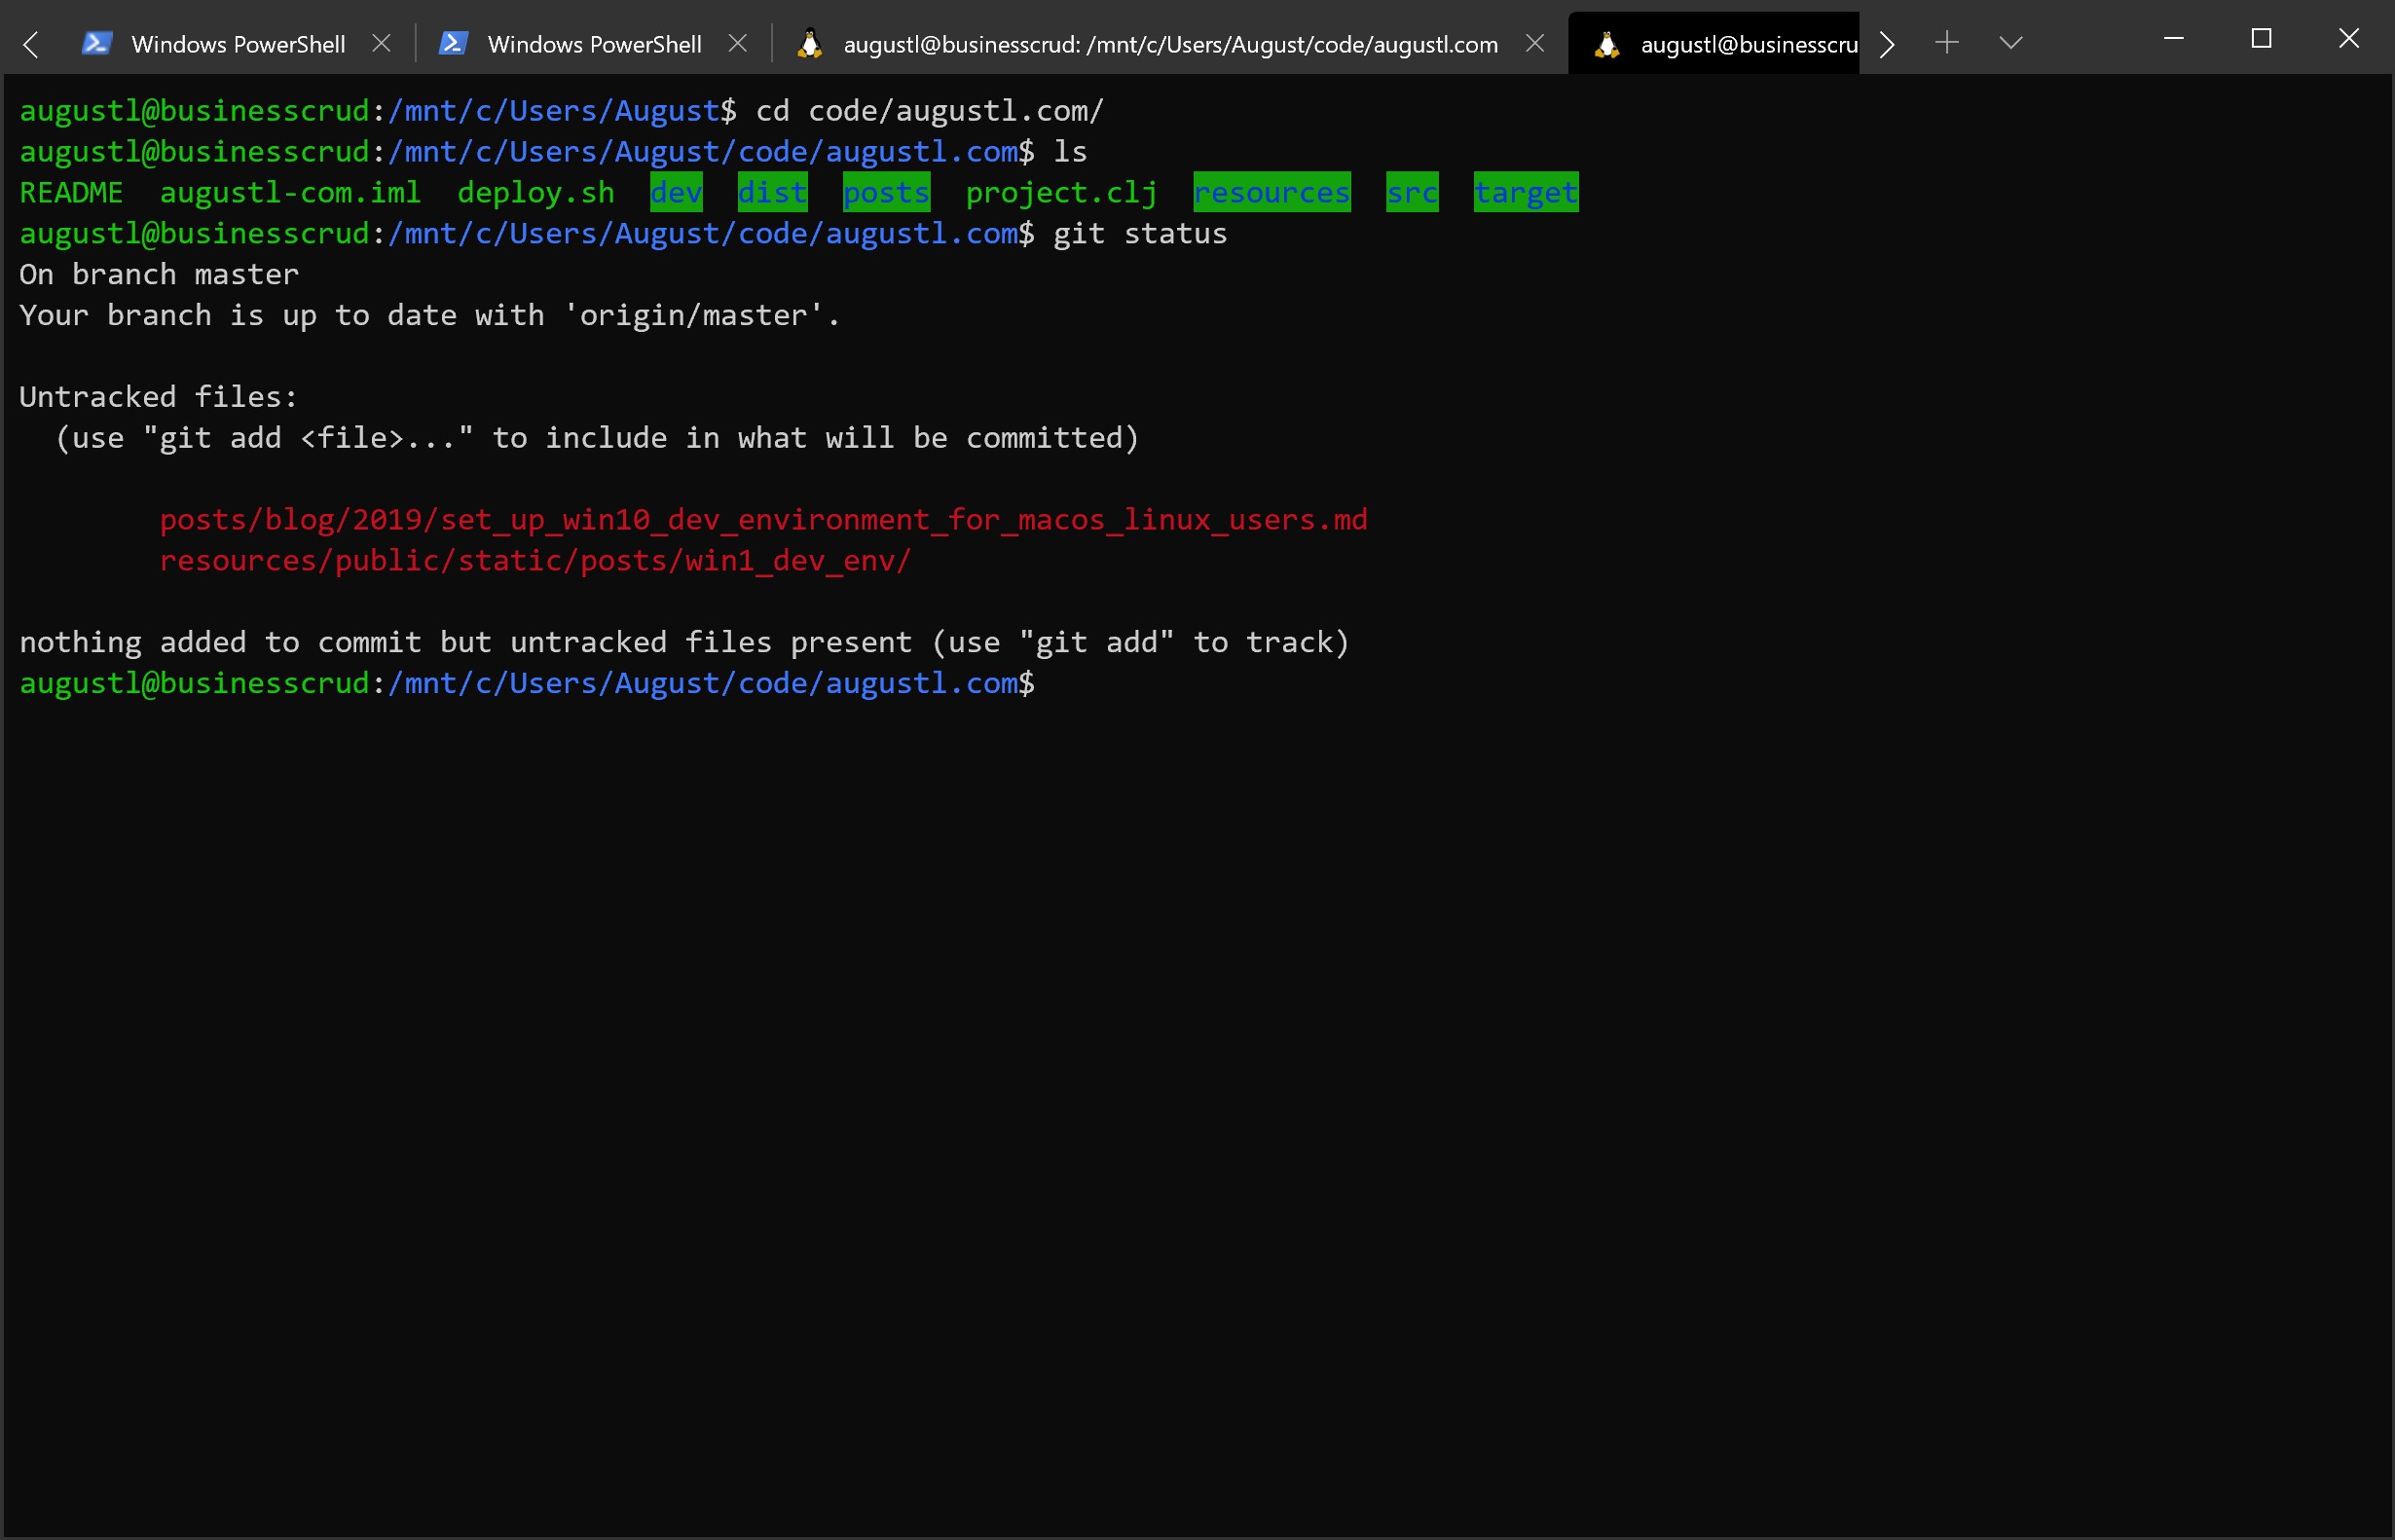 Windows PowerShell Windows PowerShell augustl@businesscrud: /mnt/c/Users/August/code/augustl.com augustl@businesscru
augustl@businesscrud:/mnt/c/Users/August$ cd code/augustl.com/
augustl@businesscrud:/mnt/c/Users/August/code/augustl.com$ ls
README  augustl-com.iml  deploy.sh  dev  dist  posts  project.clj  resources  src  target
augustl@businesscrud:/mnt/c/Users/August/code/augustl.com$ git status
On branch master
Your branch is up to date with 'origin/master'.
Untracked files:
  (use "git add <file>..." to include in what will be committed)
        posts/blog/2019/set_up_win10_dev_environment_for_macos_linux_users.md
        resources/public/static/posts/win1_dev_env/
nothing added to commit but untracked files present (use "git add" to track)
augustl@businesscrud:/mnt/c/Users/August/code/augustl.com$